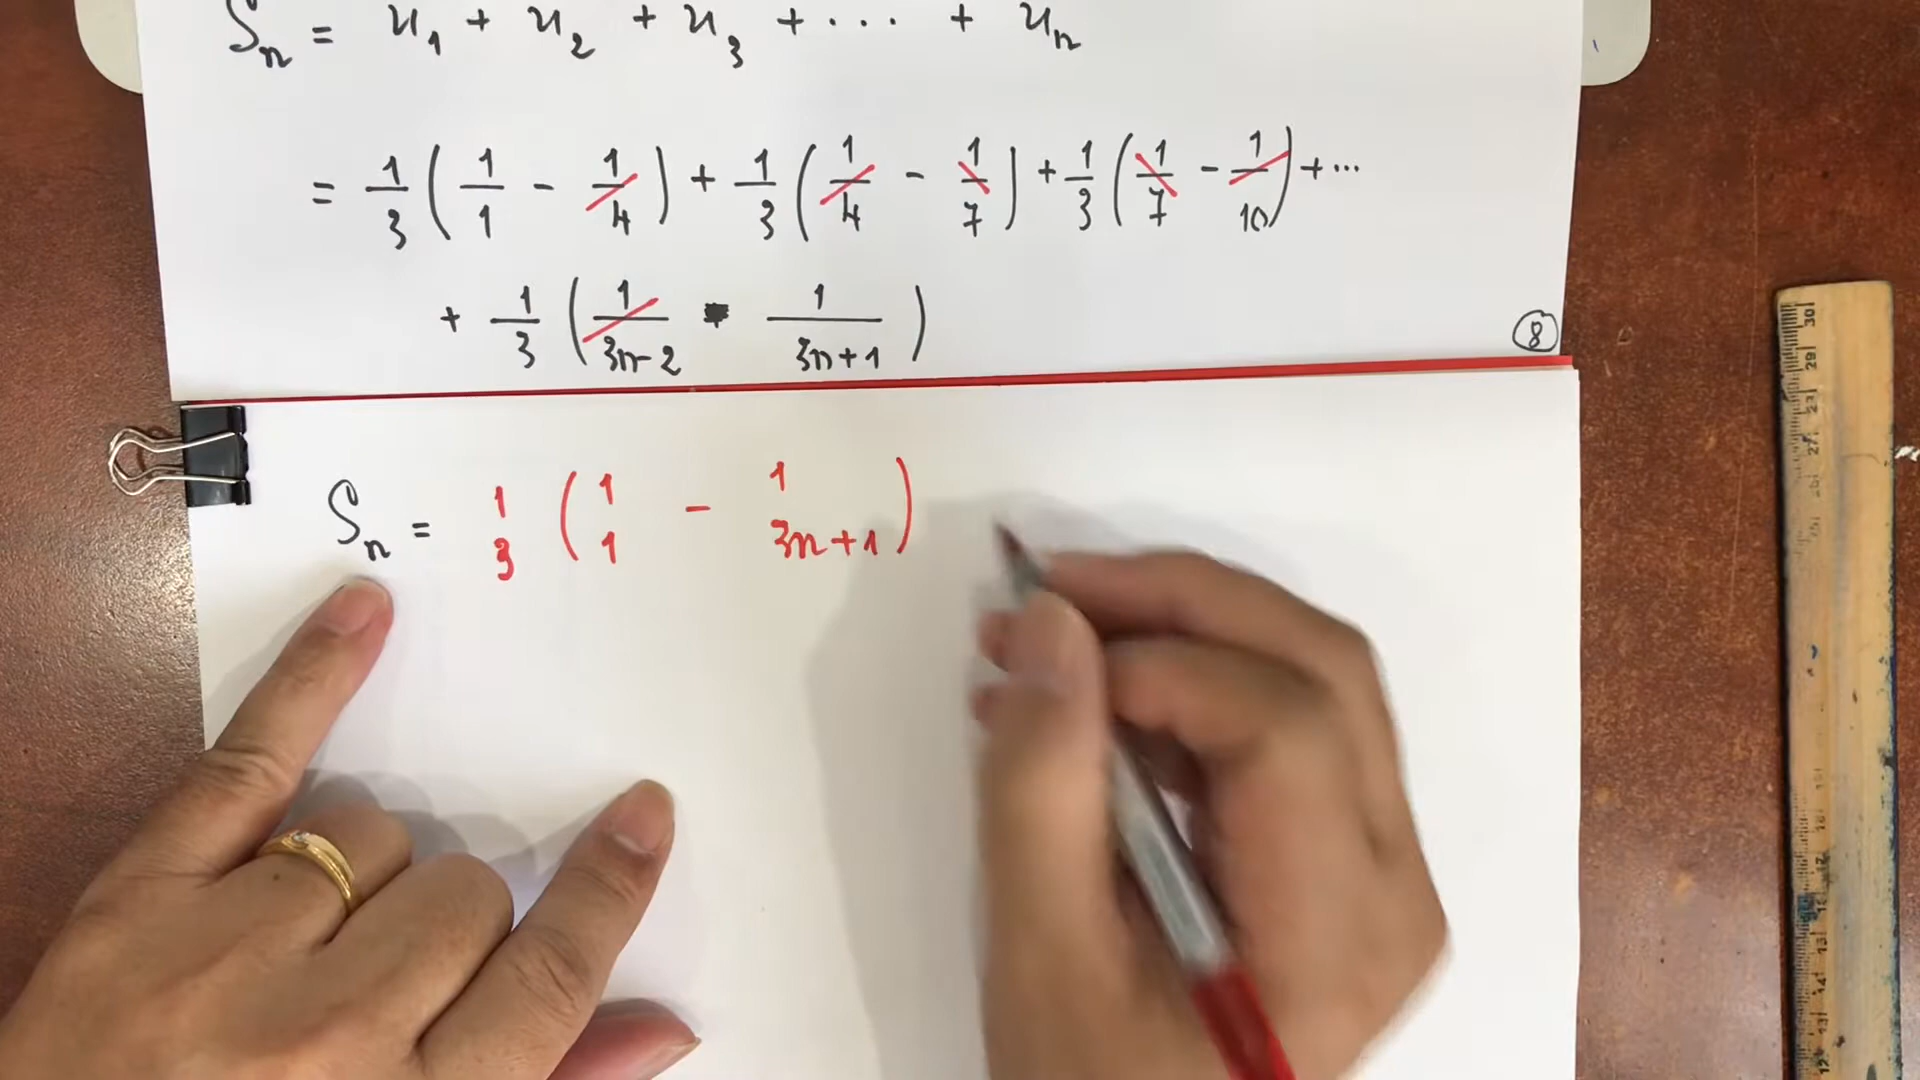 Sn = u1 + u2 + u3 + ... + un
= 1/3 (1/1 - 1/4) + 1/3 (1/4 - 1/7) + 1/3 (1/7 - 1/10) + ...
+ 1/3 (1/3n-2 - 1/3n+1)
8
Sn = 1/3 (1/1 - 1/3n+1)
30
29